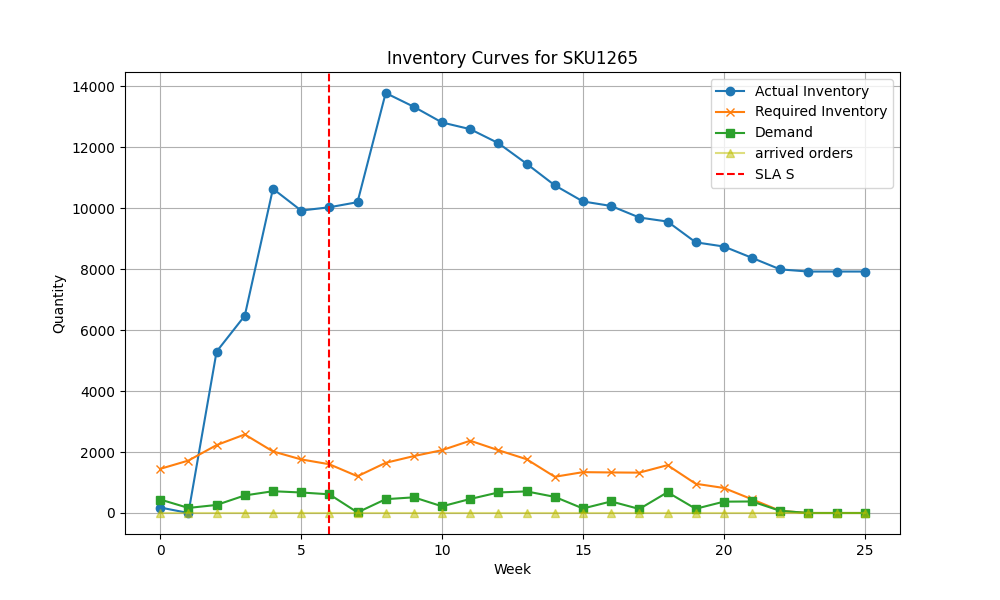 Inventory Curves for SKU1265
Actual Inventory
Required Inventory
Demand
arrived orders
SLA S
Quantity
14000
12000
10000
8000
6000
4000
2000
0
0 5 10 15 20 25
Week